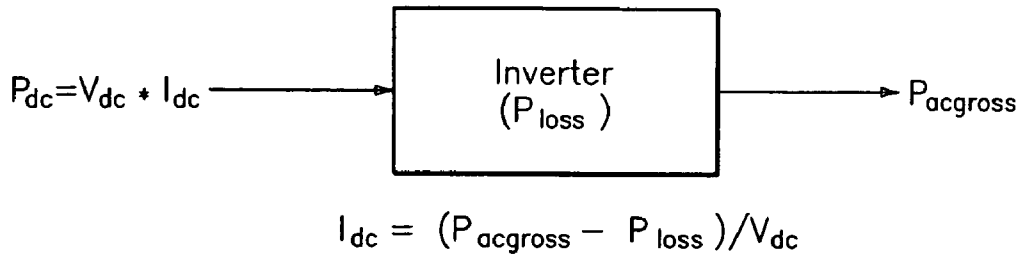 P_dc=V_dc * I_dc
Inverter
(P_loss )
P_acgross
I_dc = (P_acgross - P_loss )/V_dc